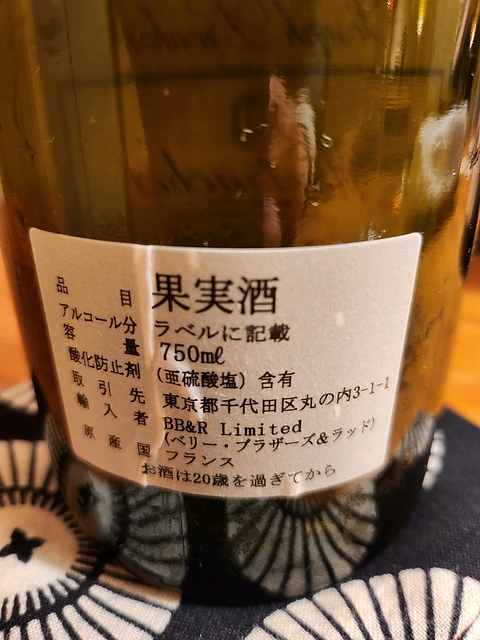 品目 果実酒
アルコール分 ラベルに記載
容量 750mℓ
酸化防止剤 (亜硫酸塩) 含有
取引先 東京都千代田区丸の内3-1-1
輸入者 BB&R Limited
(ベリー・ブラザーズ&ラッド)
原産国 フランス
お酒は20歳を過ぎてから